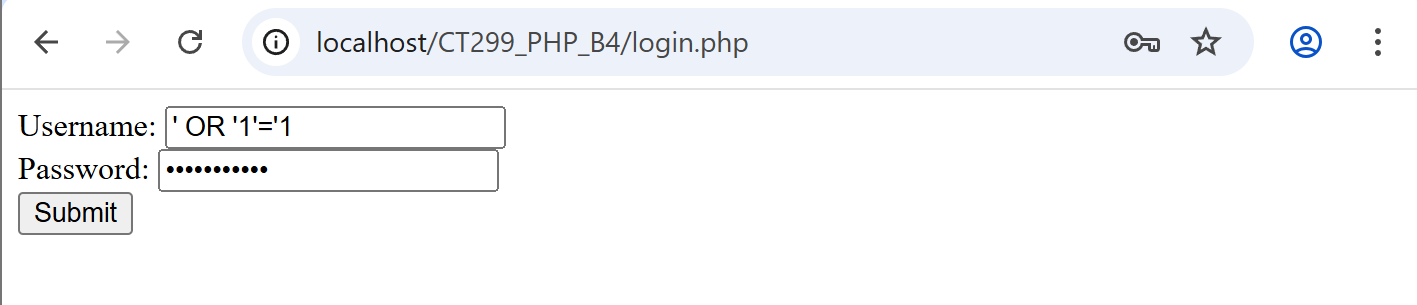 localhost/CT299_PHP_B4/login.php
Username: ' OR '1'='1
Password: •••••••••••
Submit